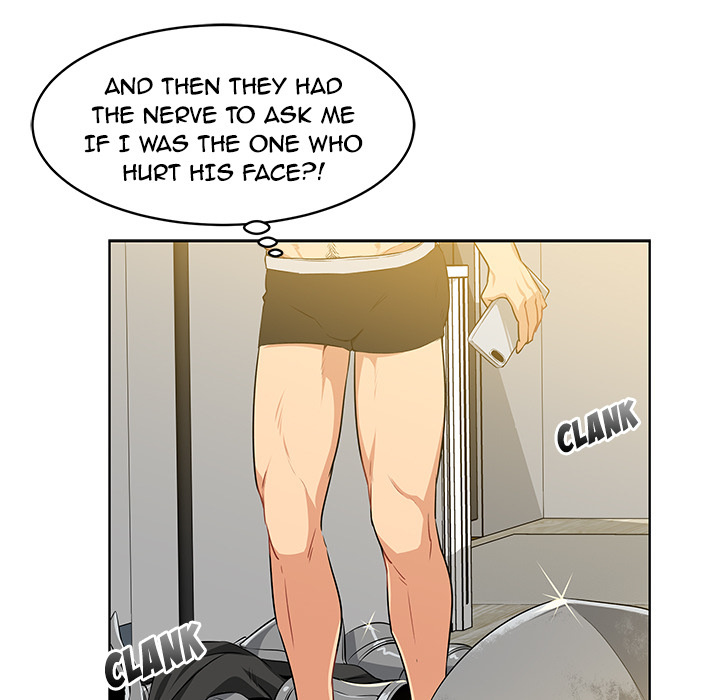 AND THEN THEY HAD
THE NERVE TO ASK ME
IF I WAS THE ONE WHO
HURT HIS FACE?!
CLANK
CLANK